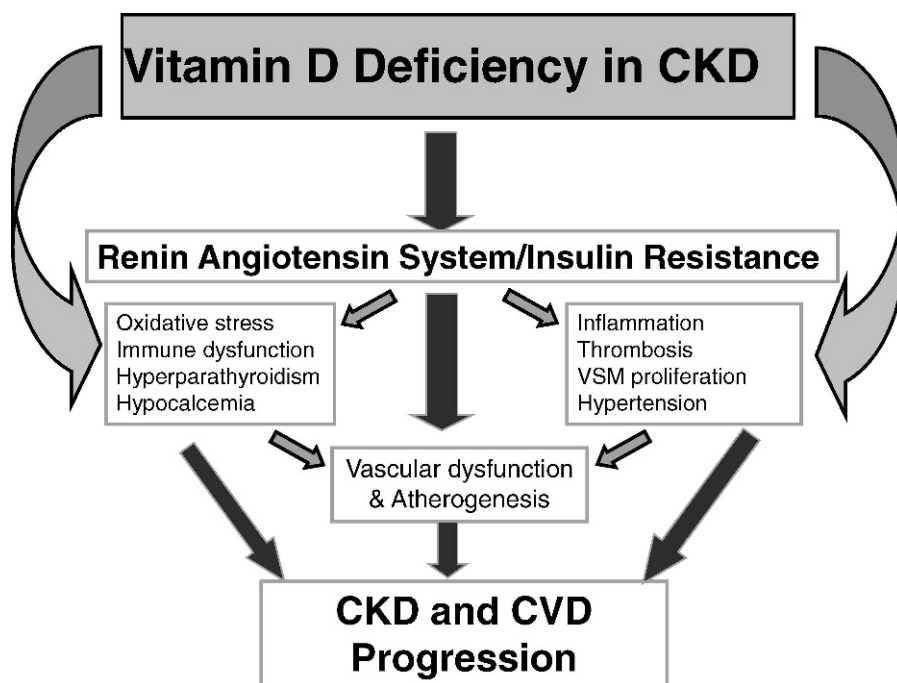 Vitamin D Deficiency in CKD
Renin Angiotensin System/Insulin Resistance
Oxidative stress
Immune dysfunction
Hyperparathyroidism
Hypocalcemia
Inflammation
Thrombosis
VSM proliferation
Hypertension
Vascular dysfunction
& Atherogenesis
CKD and CVD
Progression